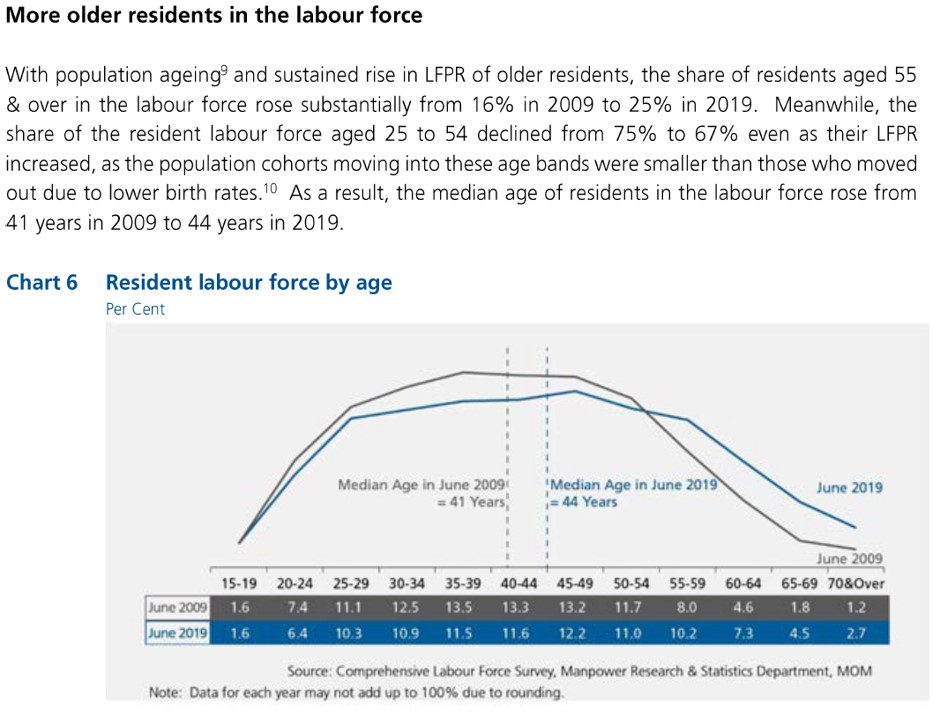 More older residents in the labour force
With population ageing⁹ and sustained rise in LFPR of older residents, the share of residents aged 55
& over in the labour force rose substantially from 16% in 2009 to 25% in 2019. Meanwhile, the
share of the resident labour force aged 25 to 54 declined from 75% to 67% even as their LFPR
increased, as the population cohorts moving into these age bands were smaller than those who moved
out due to lower birth rates.¹⁰ As a result, the median age of residents in the labour force rose from
41 years in 2009 to 44 years in 2019.
Chart 6 Resident labour force by age
Per Cent
Median Age in June 2009
= 41 Years
Median Age in June 2019
= 44 Years
June 2019
June 2009
15-19 20-24 25-29 30-34 35-39 40-44 45-49 50-54 55-59 60-64 65-69 70&Over
June 2009 1.6 7.4 11.1 12.5 13.5 13.3 13.2 11.7 8.0 4.6 1.8 1.2
June 2019 1.6 6.4 10.3 10.9 11.5 11.6 12.2 11.0 10.2 7.3 4.5 2.7
Source: Comprehensive Labour Force Survey, Manpower Research & Statistics Department, MOM
Note: Data for each year may not add up to 100% due to rounding.